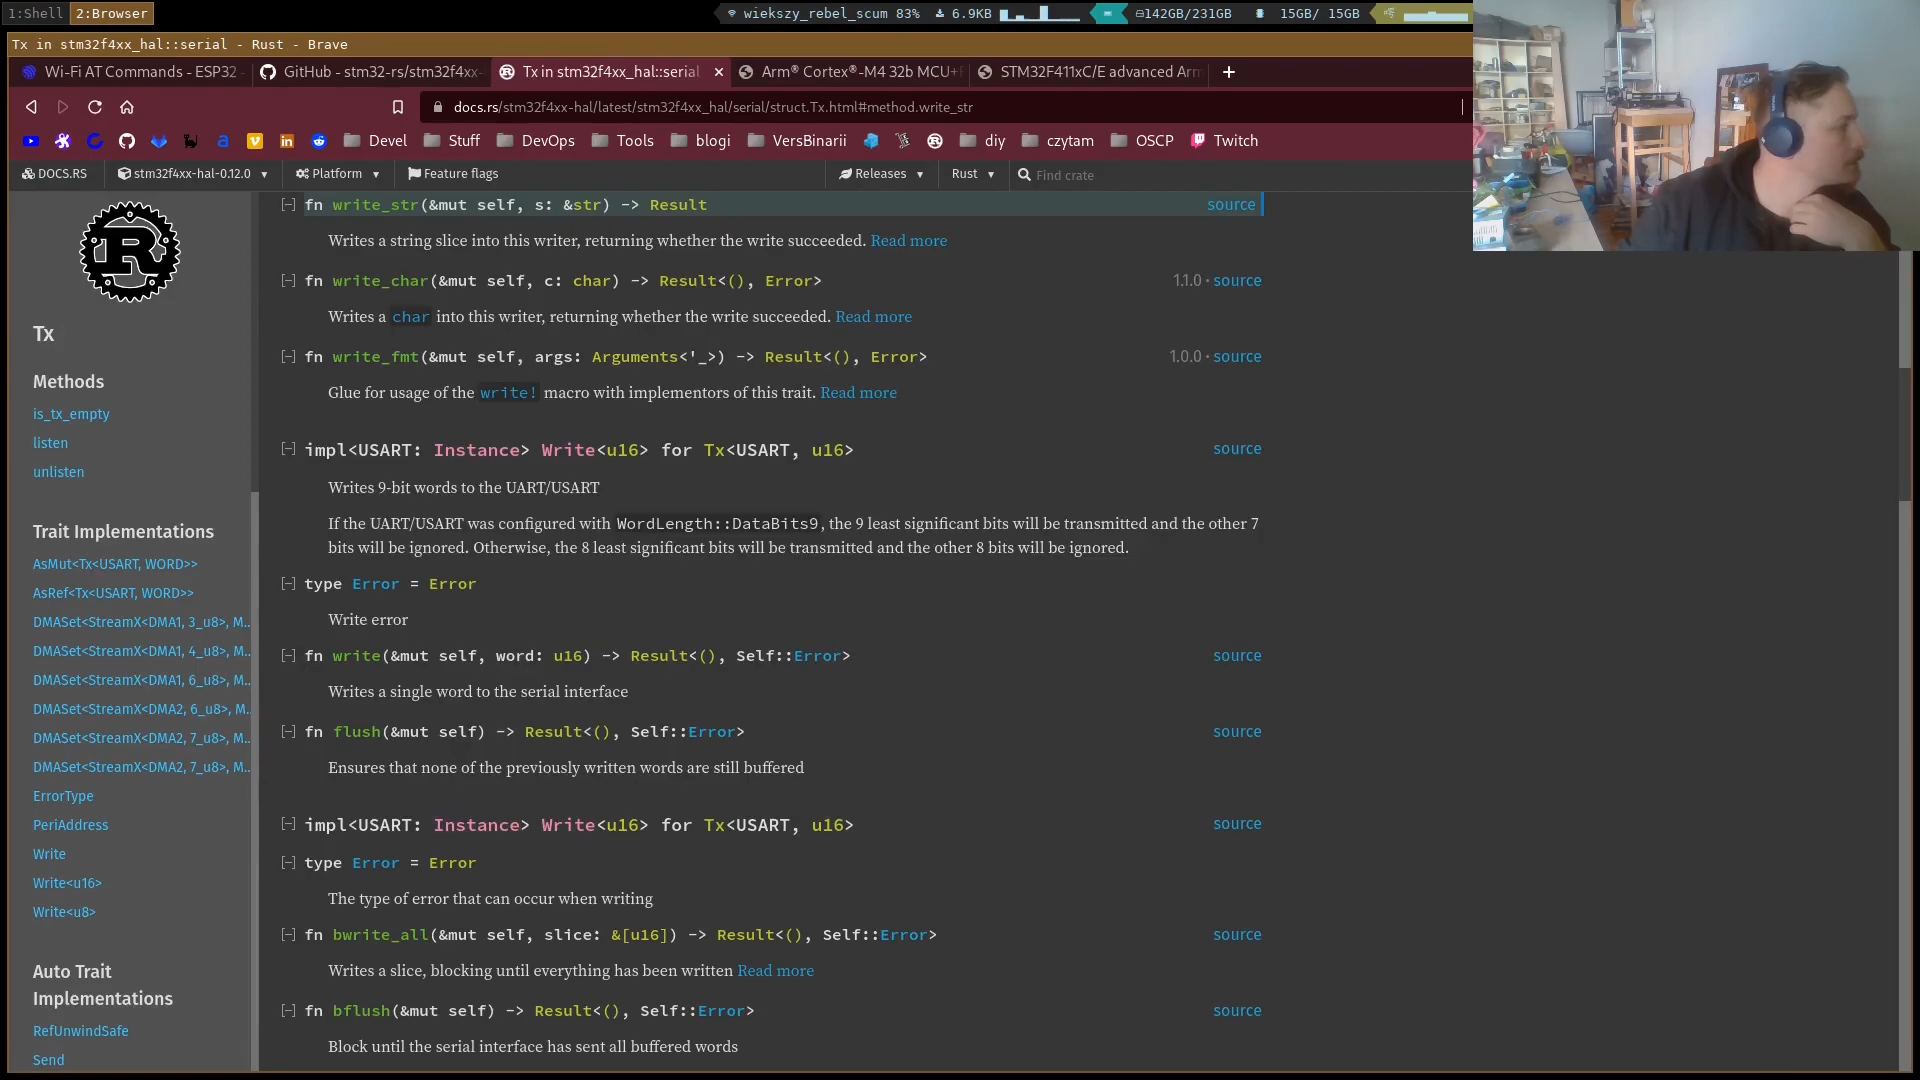 1:Shell 2:Browser wiekszy_rebel_scum 83% 6.9KB 142GB/231GB 15GB/ 15GB
Tx in stm32f4xx_hal::serial - Rust - Brave
Wi-Fi AT Commands - ESP32 - GitHub - stm32-rs/stm32f4xx- Tx in stm32f4xx_hal::serial Arm® Cortex®-M4 32b MCU+F STM32F411xC/E advanced Arm
docs.rs/stm32f4xx-hal/latest/stm32f4xx_hal/serial/struct.Tx.html#method.write_str
Devel Stuff DevOps Tools blogi VersBinarii diy czytam OSCP Twitch
DOCS.RS stm32f4xx-hal-0.12.0 Platform Feature flags Releases Rust Find crate
Tx
Methods
is_tx_empty
listen
unlisten
Trait Implementations
AsMut<Tx<USART, WORD>>
AsRef<Tx<USART, WORD>>
DMASet<StreamX<DMA1, 3_u8>, M…
DMASet<StreamX<DMA1, 4_u8>, M…
DMASet<StreamX<DMA1, 6_u8>, M…
DMASet<StreamX<DMA2, 6_u8>, M…
DMASet<StreamX<DMA2, 7_u8>, M…
DMASet<StreamX<DMA2, 7_u8>, M…
ErrorType
PeriAddress
Write
Write<u16>
Write<u8>
Auto Trait
Implementations
RefUnwindSafe
Send
[-] fn write_str(&mut self, s: &str) -> Result source
Writes a string slice into this writer, returning whether the write succeeded. Read more
[-] fn write_char(&mut self, c: char) -> Result<(), Error> 1.1.0 · source
Writes a char into this writer, returning whether the write succeeded. Read more
[-] fn write_fmt(&mut self, args: Arguments<'_>) -> Result<(), Error> 1.0.0 · source
Glue for usage of the write! macro with implementors of this trait. Read more
[-] impl<USART: Instance> Write<u16> for Tx<USART, u16> source
Writes 9-bit words to the UART/USART
If the UART/USART was configured with WordLength::DataBits9, the 9 least significant bits will be transmitted and the other 7
bits will be ignored. Otherwise, the 8 least significant bits will be transmitted and the other 8 bits will be ignored.
[-] type Error = Error
Write error
[-] fn write(&mut self, word: u16) -> Result<(), Self::Error> source
Writes a single word to the serial interface
[-] fn flush(&mut self) -> Result<(), Self::Error> source
Ensures that none of the previously written words are still buffered
[-] impl<USART: Instance> Write<u16> for Tx<USART, u16> source
[-] type Error = Error
The type of error that can occur when writing
[-] fn bwrite_all(&mut self, slice: &[u16]) -> Result<(), Self::Error> source
Writes a slice, blocking until everything has been written Read more
[-] fn bflush(&mut self) -> Result<(), Self::Error> source
Block until the serial interface has sent all buffered words